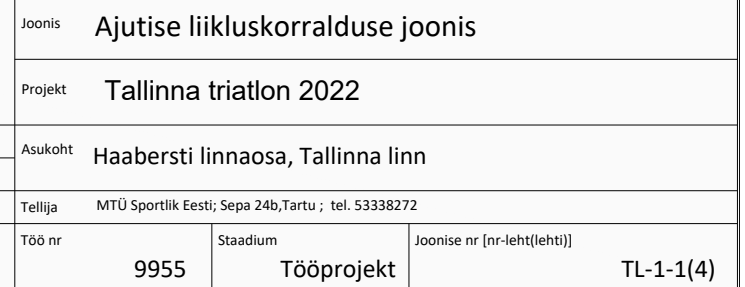 Joonis Ajutise liikluskorralduse joonis
Projekt Tallinna triatlon 2022
Asukoht Haabersti linnaosa, Tallinna linn
Tellija MTÜ Sportlik Eesti; Sepa 24b,Tartu ; tel. 53338272
Töö nr Staadium Joonise nr [nr-leht(lehti)]
9955 Tööprojekt TL-1-1(4)